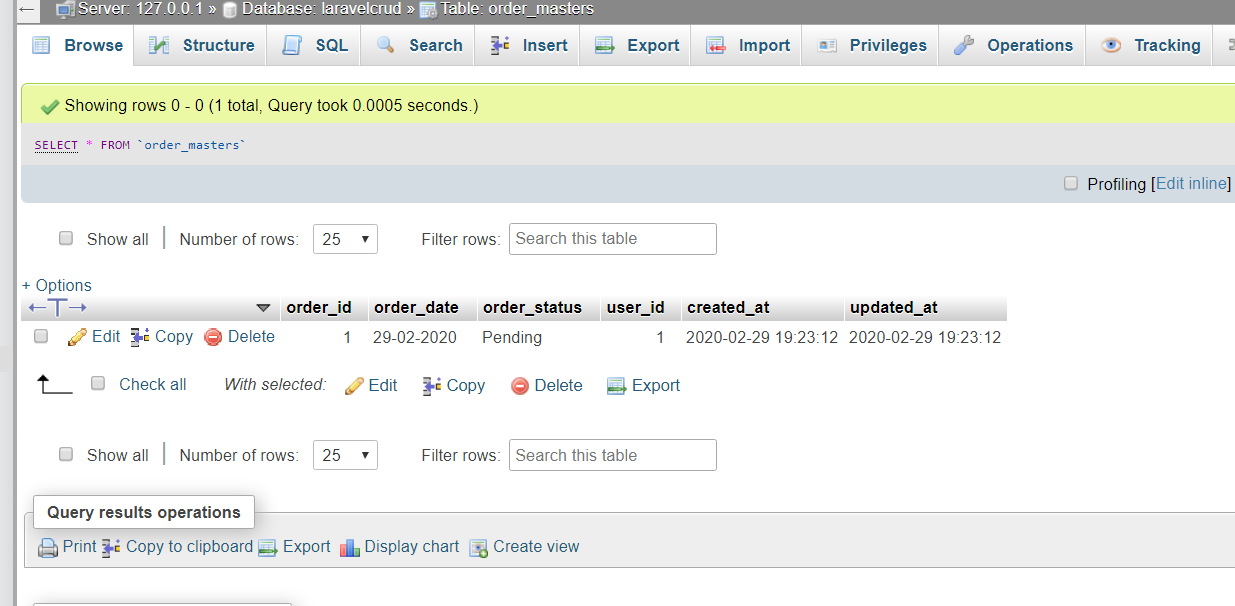 Server: 127.0.0.1 » Database: laravelcrud » Table: order_masters
Browse Structure SQL Search Insert Export Import Privileges Operations Tracking
Showing rows 0 - 0 (1 total, Query took 0.0005 seconds.)
SELECT * FROM `order_masters`
Profiling [Edit inline]
Show all Number of rows: 25 Filter rows: Search this table
+ Options
order_id order_date order_status user_id created_at updated_at
Edit Copy Delete 1 29-02-2020 Pending 1 2020-02-29 19:23:12 2020-02-29 19:23:12
Check all With selected: Edit Copy Delete Export
Show all Number of rows: 25 Filter rows: Search this table
Query results operations
Print Copy to clipboard Export Display chart Create view